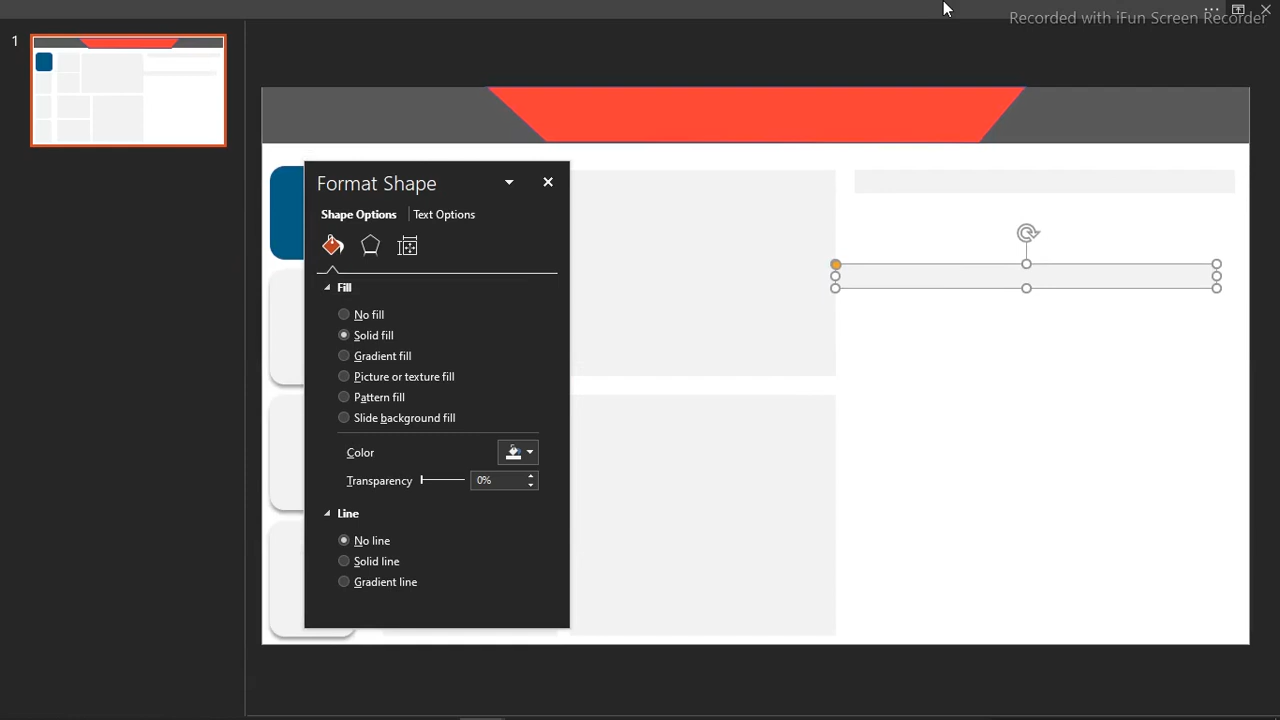 Recorded with iFun Screen Recorder
1
Format Shape
Shape Options
Text Options
Fill
No fill
Solid fill
Gradient fill
Picture or texture fill
Pattern fill
Slide background fill
Color
Transparency
0%
Line
No line
Solid line
Gradient line